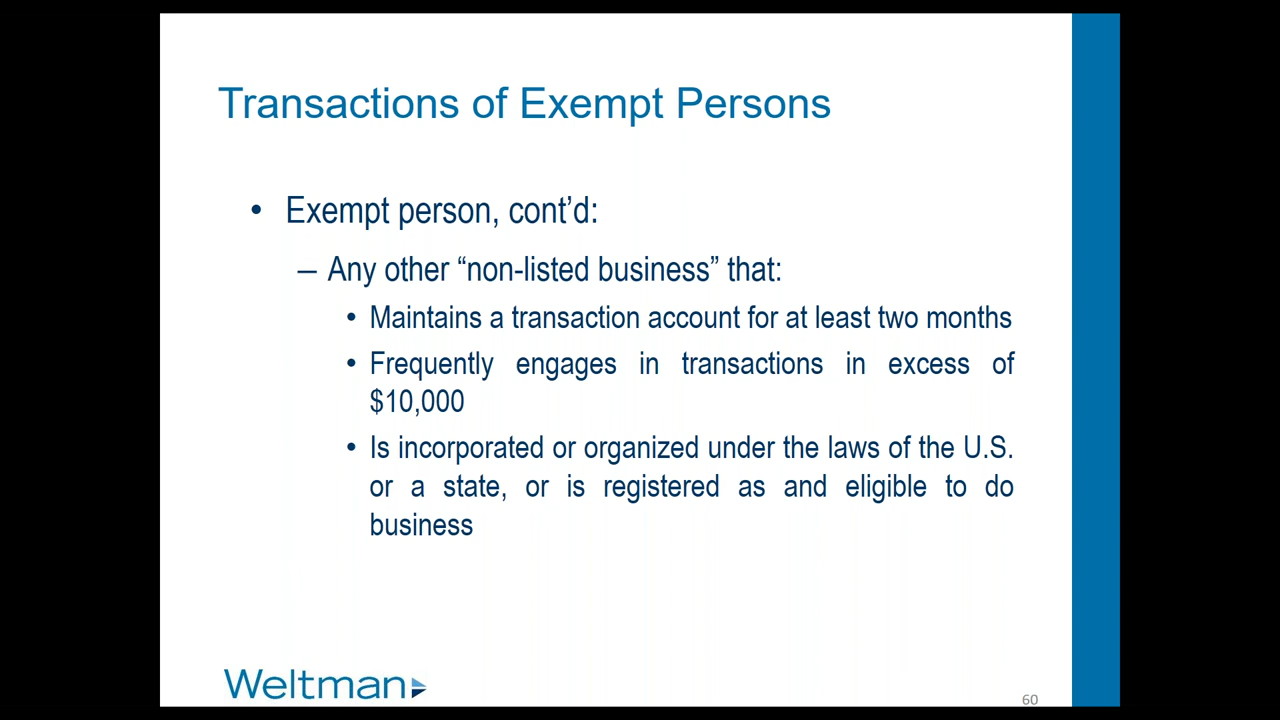 Transactions of Exempt Persons
• Exempt person, cont’d:
– Any other “non-listed business” that:
• Maintains a transaction account for at least two months
• Frequently engages in transactions in excess of
$10,000
• Is incorporated or organized under the laws of the U.S.
or a state, or is registered as and eligible to do
business
Weltman
60